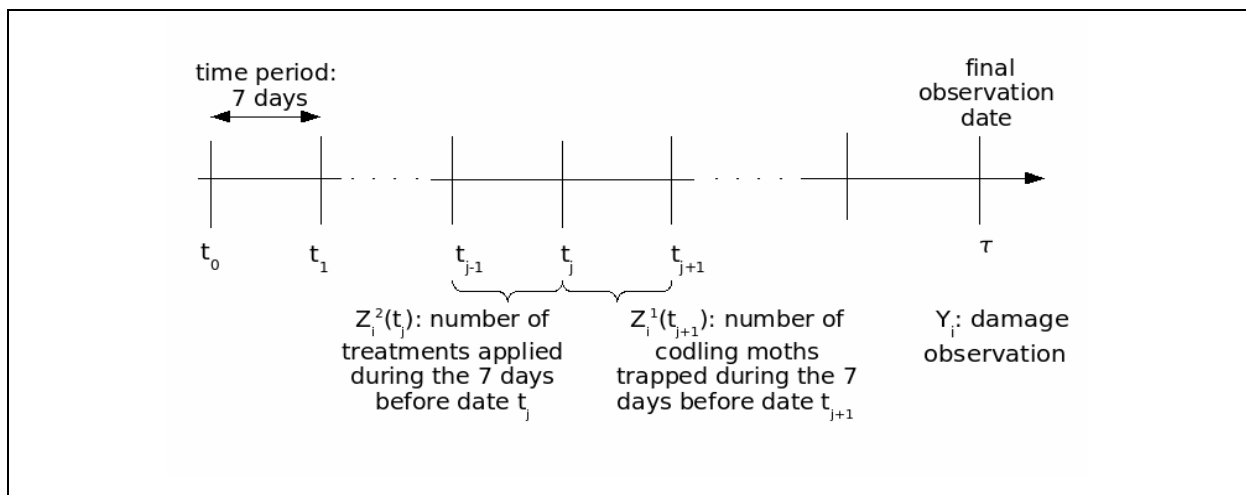 time period:
7 days
final
observation
date
t0
t1
tj-1
tj
tj+1
τ
Zi2(tj): number of
treatments applied
during the 7 days
before date tj
Zi1(tj+1): number of
codling moths
trapped during the 7
days before date tj+1
Yi: damage
observation